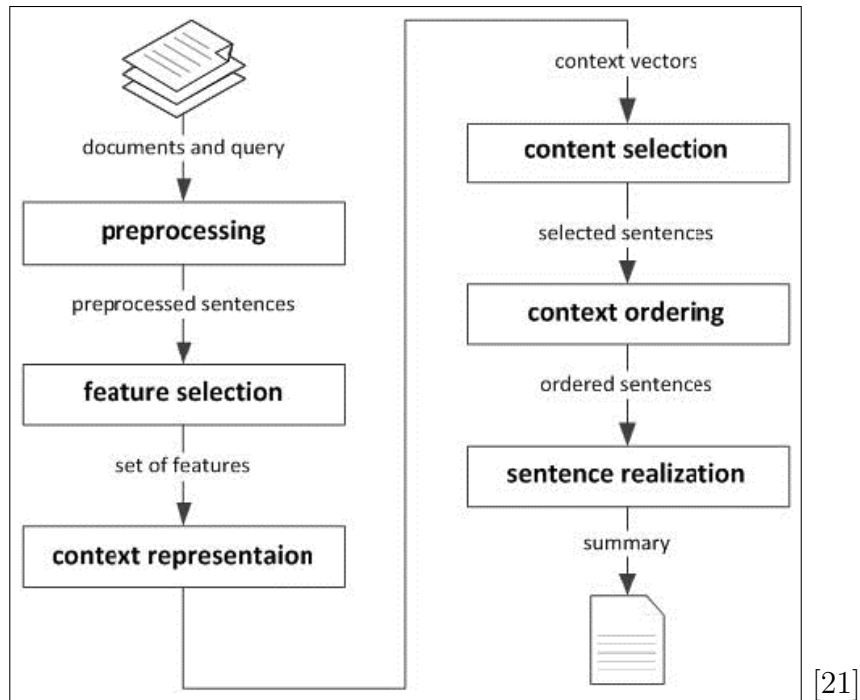 documents and query
preprocessing
preprocessed sentences
feature selection
set of features
context representaion
context vectors
content selection
selected sentences
context ordering
ordered sentences
sentence realization
summary
[21]